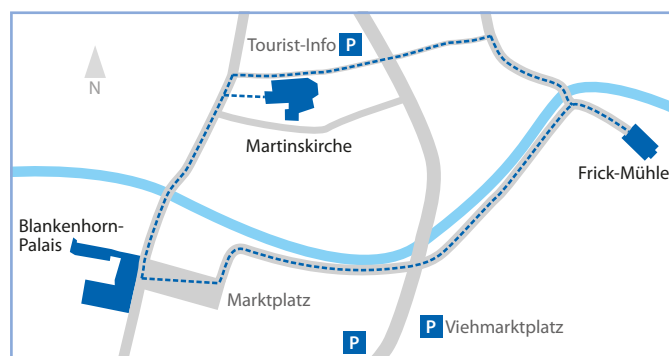 Tourist-Info P
N
Martinskirche
Frick-Mühle
Blankenhorn-
Palais
Marktplatz
P Viehmarktplatz
P